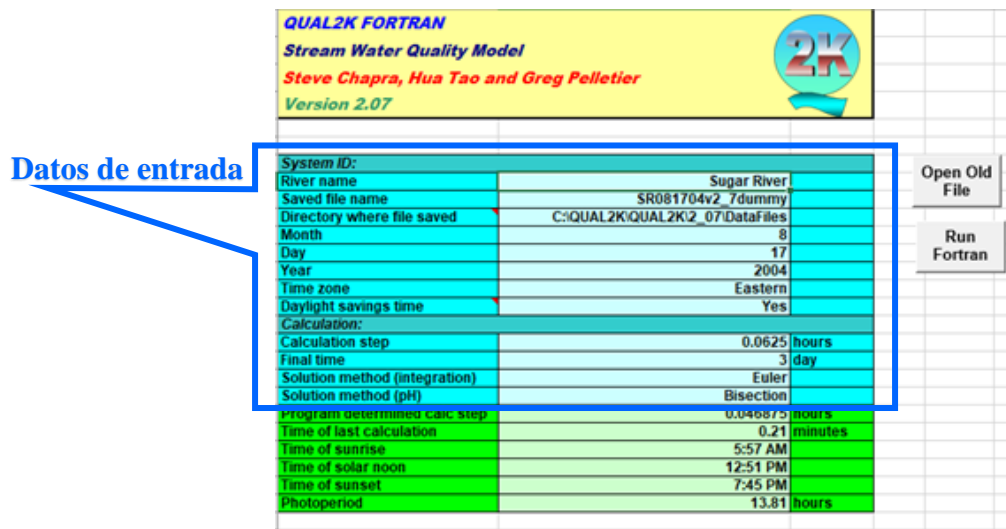 QUAL2K FORTRAN
Stream Water Quality Model
Steve Chapra, Hua Tao and Greg Pelletier
Version 2.07
2K
Datos de entrada
System ID:
River name Sugar River
Saved file name SR081704v2_7dummy
Directory where file saved C:\QUAL2K\QUAL2K\2_07\DataFiles
Month 8
Day 17
Year 2004
Time zone Eastern
Daylight savings time Yes
Calculation:
Calculation step 0.0625 hours
Final time 3 day
Solution method (integration) Euler
Solution method (pH) Bisection
Program determined calc step 0.046875 hours
Time of last calculation 0.21 minutes
Time of sunrise 5:57 AM
Time of solar noon 12:51 PM
Time of sunset 7:45 PM
Photoperiod 13.81 hours
Open Old
File
Run
Fortran